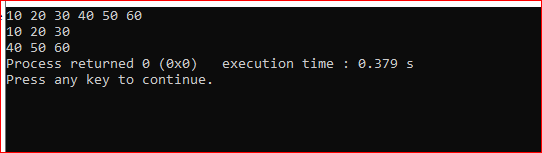 10 20 30 40 50 60
10 20 30
40 50 60
Process returned 0 (0x0)   execution time : 0.379 s
Press any key to continue.